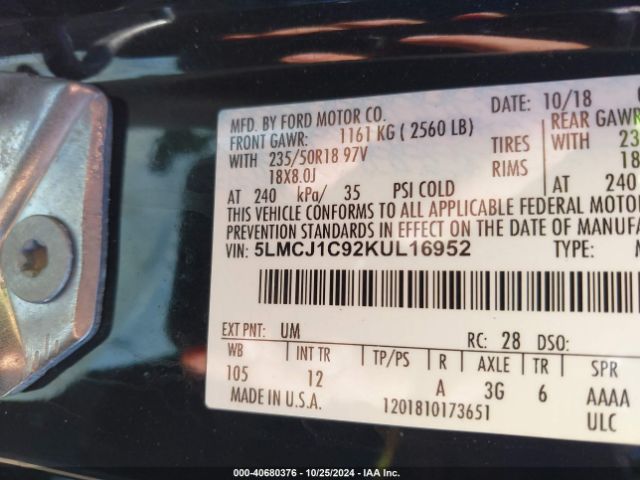 MFD. BY FORD MOTOR CO.
DATE: 10/18
FRONT GAWR: 1161 KG ( 2560 LB)
REAR GAWR
WITH 235/50R18 97V
TIRES
23
18X8.0J
RIMS
18
AT 240 kPa/ 35 PSI COLD
AT 240
THIS VEHICLE CONFORMS TO ALL APPLICABLE FEDERAL MOTOR
PREVENTION STANDARDS IN EFFECT ON THE DATE OF MANUFA
VIN: 5LMCJ1C92KUL16952
TYPE:
EXT PNT: UM
RC: 28 DSO:
WB INT TR TP/PS R AXLE TR SPR
105 12 A 3G 6 AAAA
MADE IN U.S.A.
1201810173651
ULC
000-40680376 - 10/25/2024 - IAA Inc.